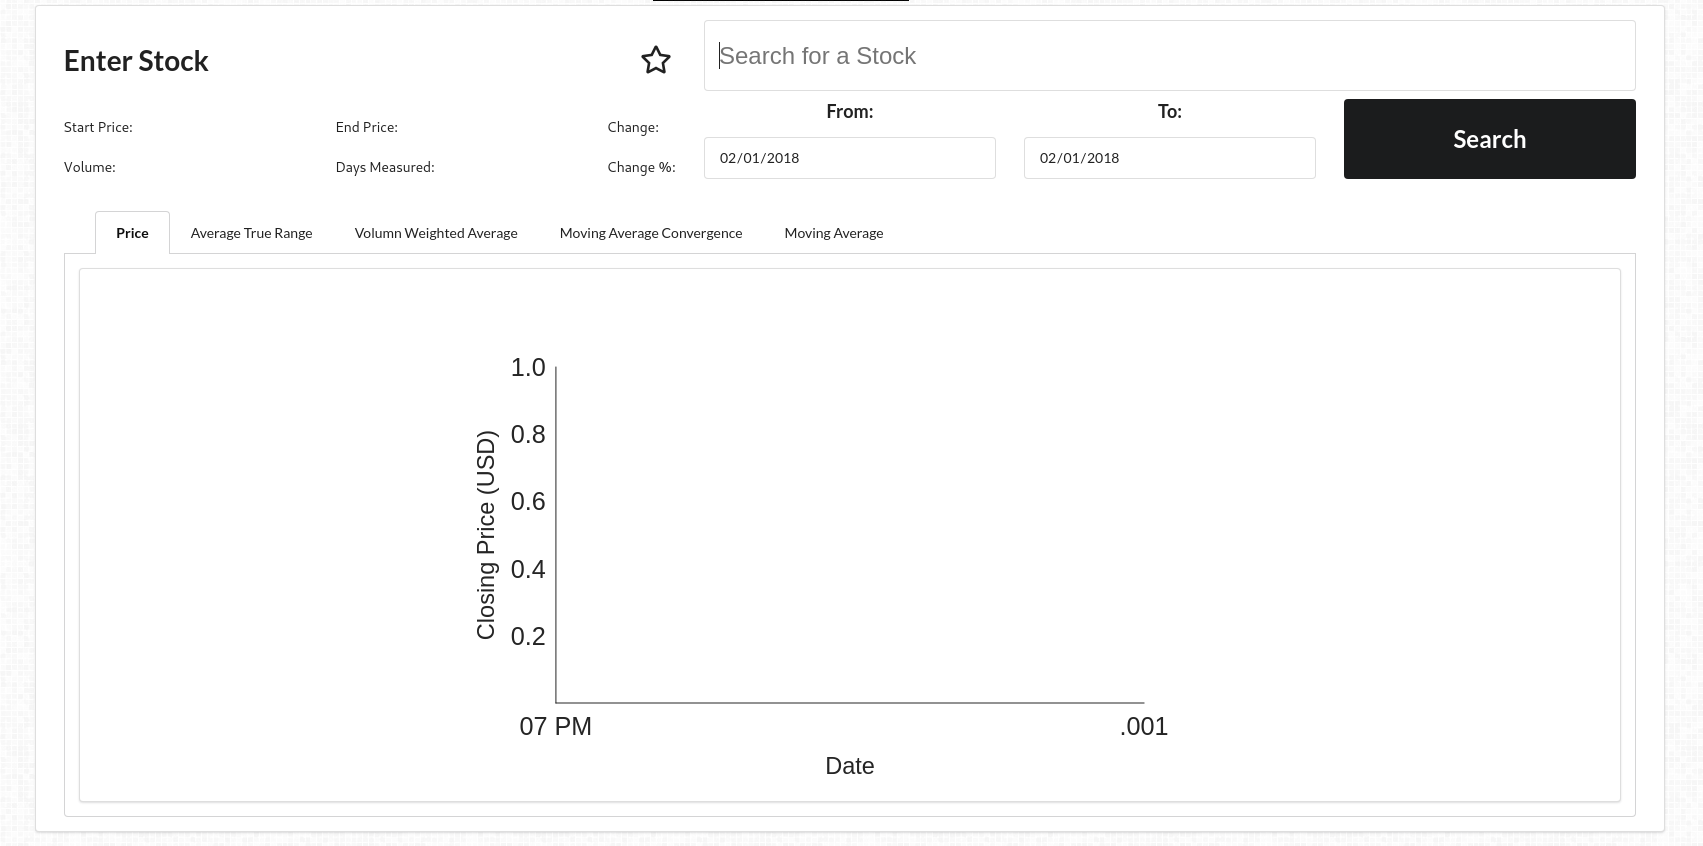 Enter Stock
Search for a Stock
Start Price:
End Price:
Change:
From:
To:
Search
Volume:
Days Measured:
Change %:
02/01/2018
02/01/2018
Price
Average True Range
Volumn Weighted Average
Moving Average Convergence
Moving Average
1.0
0.8
0.6
0.4
0.2
Closing Price (USD)
07 PM
.001
Date